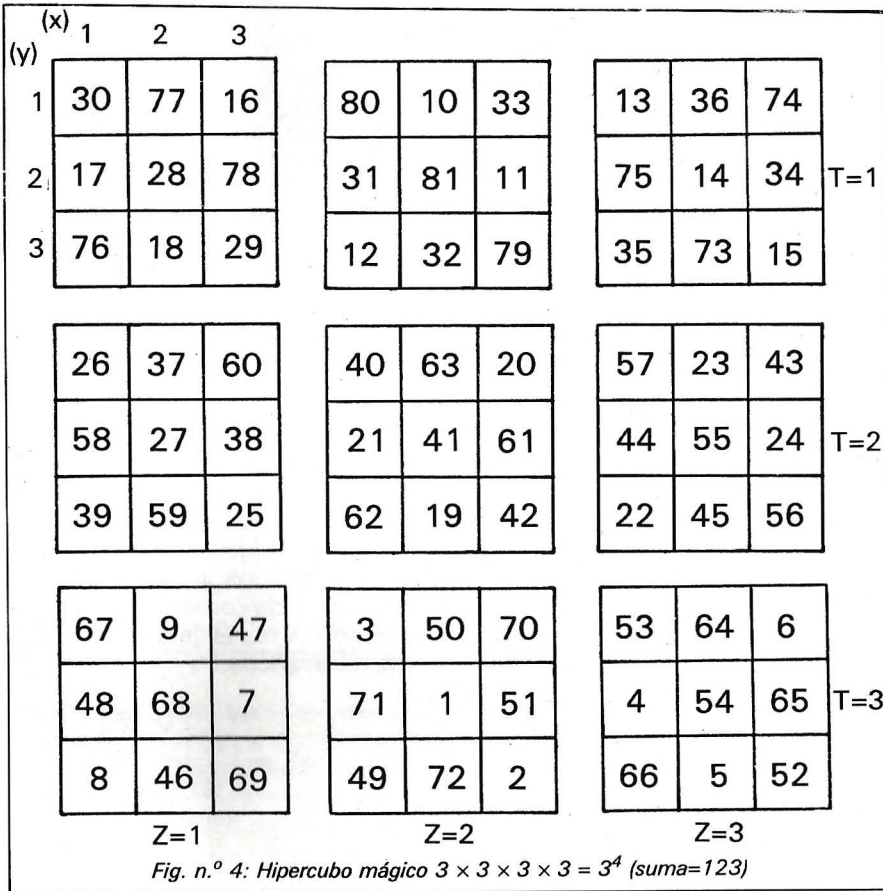 (x) 1 2 3
(y)
1 30 77 16 80 10 33 13 36 74
2 17 28 78 31 81 11 75 14 34 T=1
3 76 18 29 12 32 79 35 73 15
26 37 60 40 63 20 57 23 43
58 27 38 21 41 61 44 55 24 T=2
39 59 25 62 19 42 22 45 56
67 9 47 3 50 70 53 64 6
48 68 7 71 1 51 4 54 65 T=3
8 46 69 49 72 2 66 5 52
Z=1 Z=2 Z=3
Fig. n.º 4: Hipercubo mágico 3 × 3 × 3 × 3 = 3⁴ (suma=123)